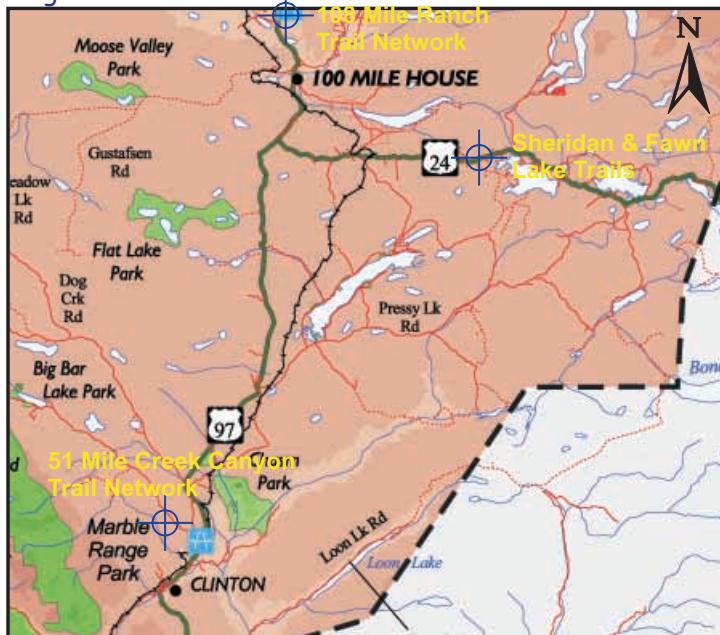 108 Mile Ranch
Trail Network
N
Moose Valley
Park
100 MILE HOUSE
Gustafsen
Rd
24
Sheridan & Fawn
Lake Trails
Lk
Rd
Flat Lake
Park
Dog
Crk
Rd
Pressy Lk
Rd
Big Bar
Lake Park
97
51 Mile Creek Canyon
Trail Network
Park
Marble
Range
Park
Loon Lk Rd
Loon Lake
CLINTON